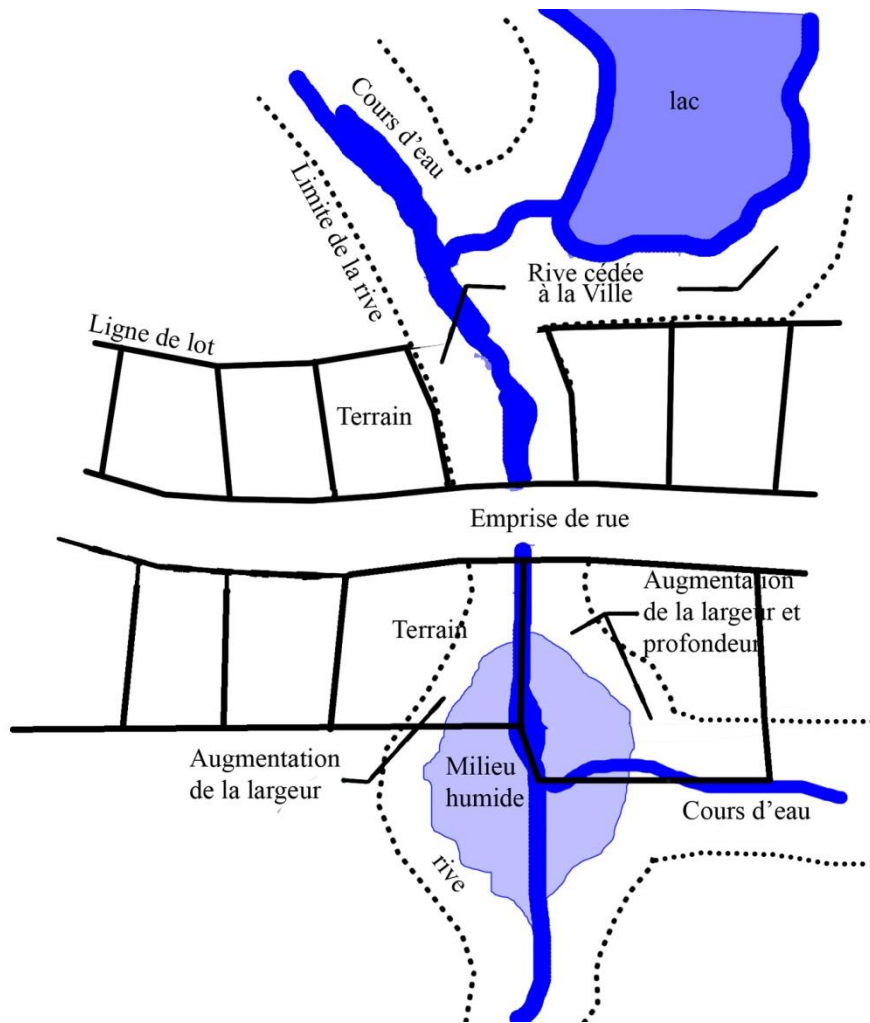 lac
Cours d'eau
Limite de la rive
Rive cédée
à la Ville
Ligne de lot
Terrain
Emprise de rue
Augmentation
de la largeur et
profondeur
Terrain
Augmentation
de la largeur
Milieu
humide
Cours d'eau
rive